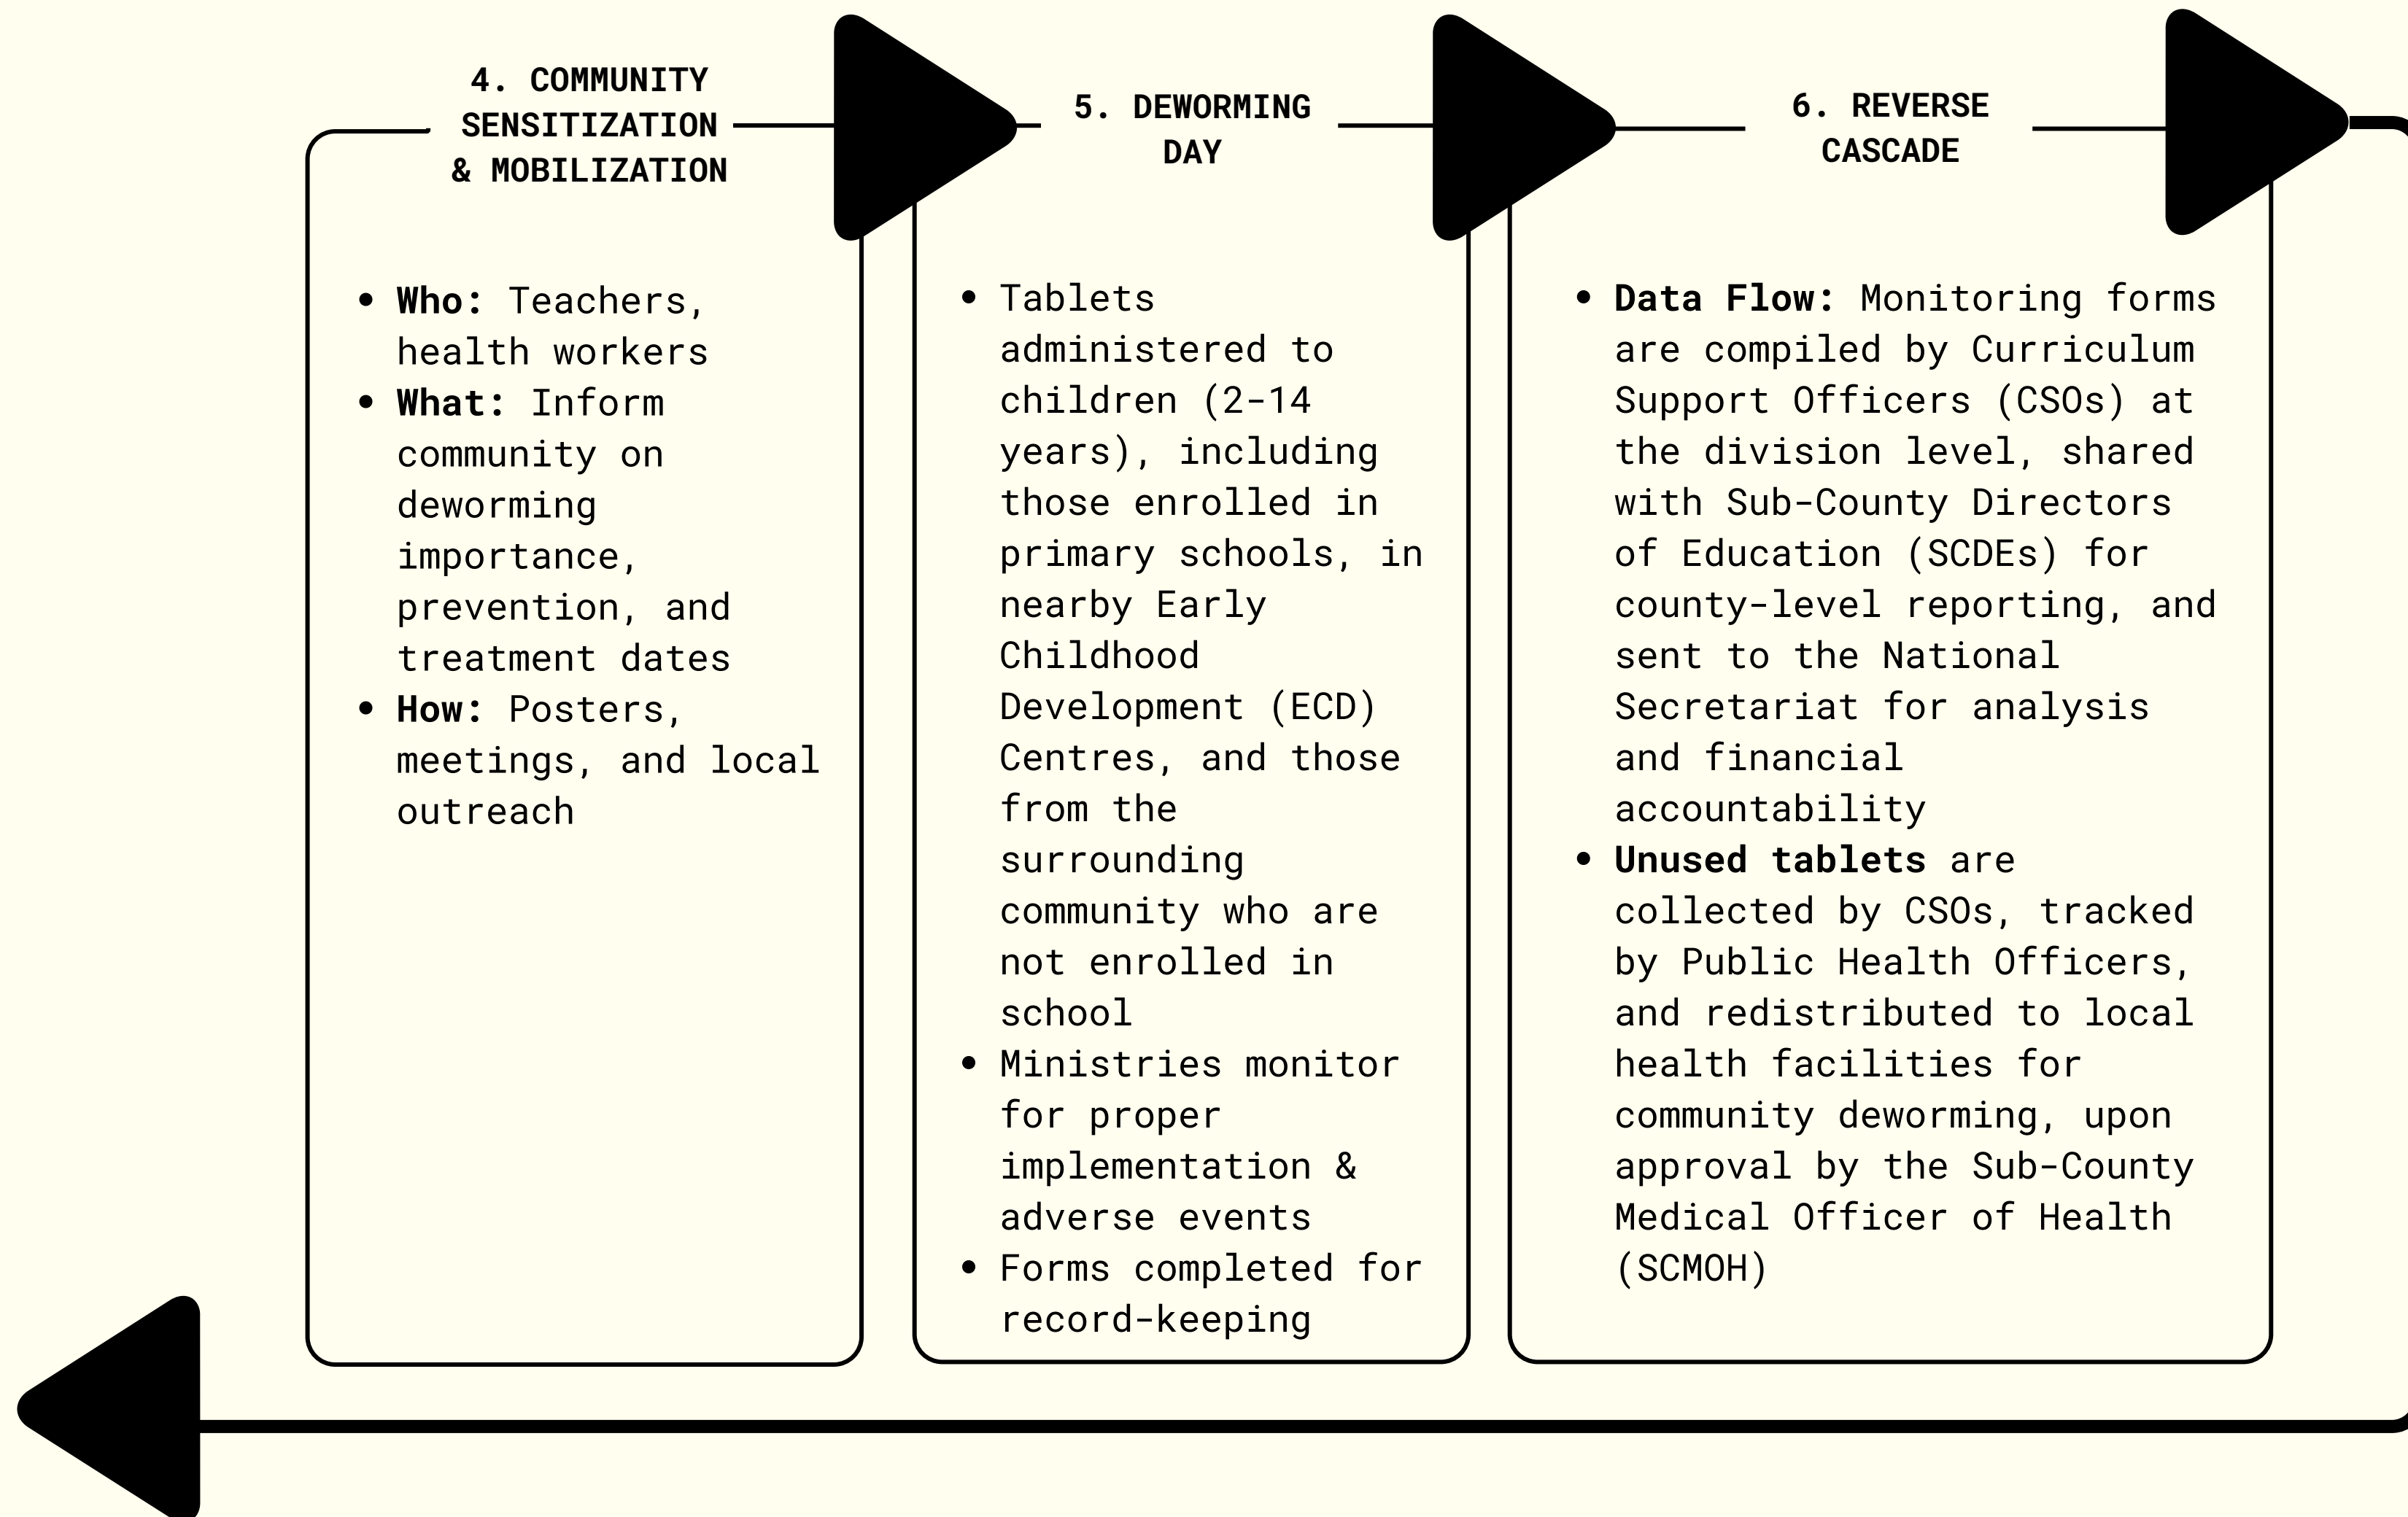 4. COMMUNITY
SENSITIZATION
& MOBILIZATION
• Who: Teachers,
health workers
• What: Inform
community on
deworming
importance,
prevention, and
treatment dates
• How: Posters,
meetings, and local
outreach
5. DEWORMING
DAY
• Tablets
administered to
children (2-14
years), including
those enrolled in
primary schools, in
nearby Early
Childhood
Development (ECD)
Centres, and those
from the
surrounding
community who are
not enrolled in
school
• Ministries monitor
for proper
implementation &
adverse events
• Forms completed for
record-keeping
6. REVERSE
CASCADE
• Data Flow: Monitoring forms
are compiled by Curriculum
Support Officers (CSOs) at
the division level, shared
with Sub-County Directors
of Education (SCDEs) for
county-level reporting, and
sent to the National
Secretariat for analysis
and financial
accountability
• Unused tablets are
collected by CSOs, tracked
by Public Health Officers,
and redistributed to local
health facilities for
community deworming, upon
approval by the Sub-County
Medical Officer of Health
(SCMOH)